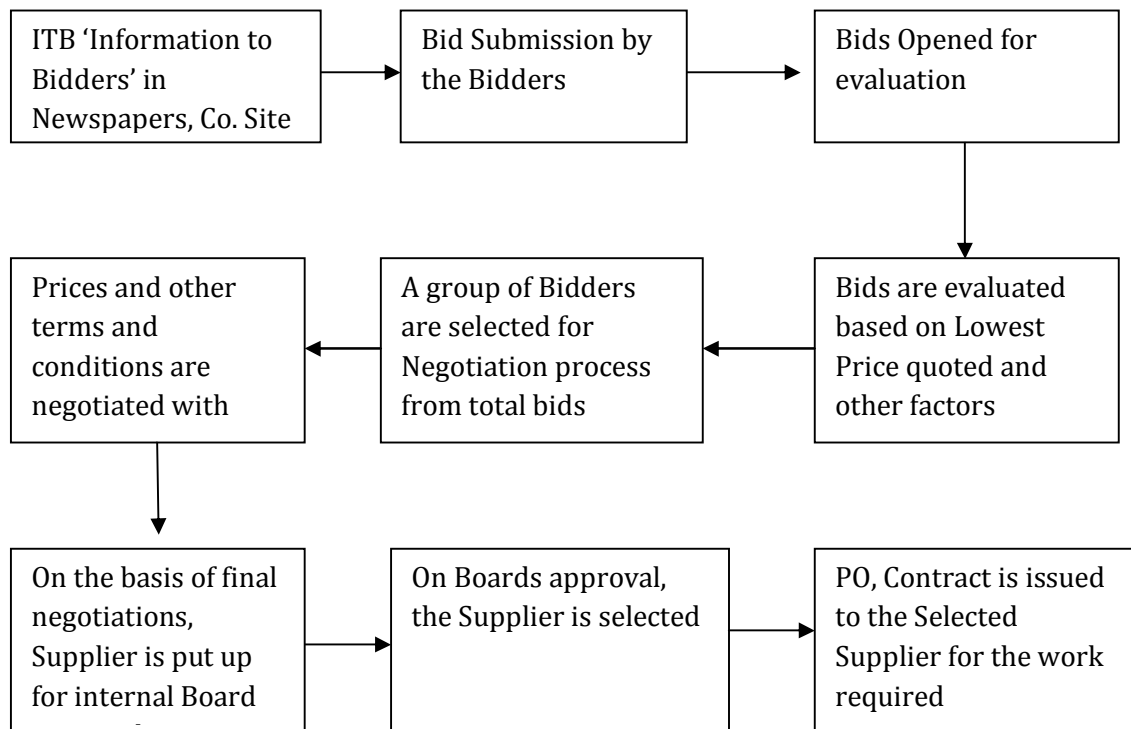 ITB ‘Information to
Bidders’ in
Newspapers, Co. Site
Bid Submission by
the Bidders
Bids Opened for
evaluation
Bids are evaluated
based on Lowest
Price quoted and
other factors
A group of Bidders
are selected for
Negotiation process
from total bids
Prices and other
terms and
conditions are
negotiated with
On the basis of final
negotiations,
Supplier is put up
for internal Board
On Boards approval,
the Supplier is selected
PO, Contract is issued
to the Selected
Supplier for the work
required